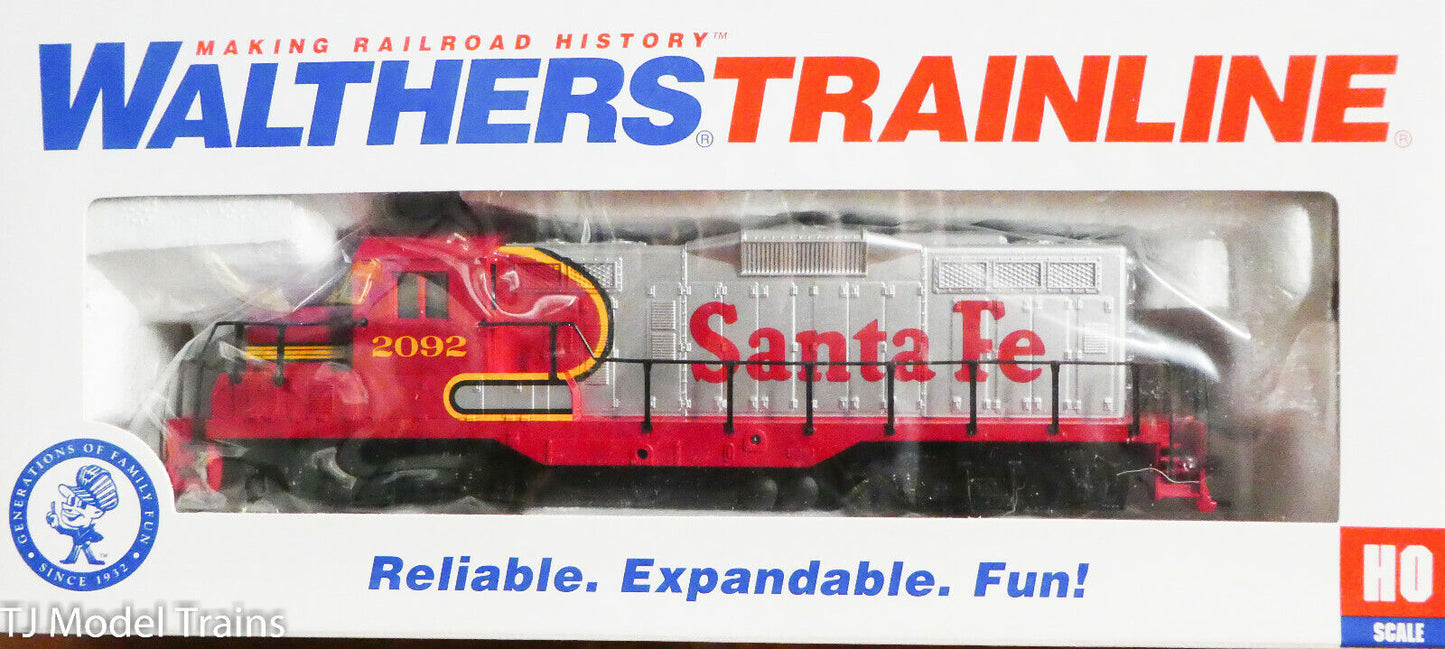 MAKING RAILROAD HISTORY™
WALTHERS®TRAINLINE®
2092
Santa Fe
GENERATIONS OF FAMILY FUN
• SINCE 1932 •
™
Reliable. Expandable. Fun!
HO
SCALE
TJ Model Trains